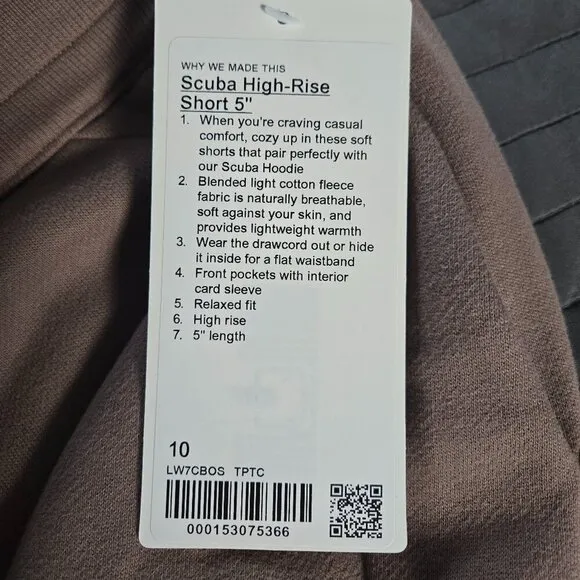 WHY WE MADE THIS
Scuba High-Rise
Short 5"
1. When you're craving casual
comfort, cozy up in these soft
shorts that pair perfectly with
our Scuba Hoodie
2. Blended light cotton fleece
fabric is naturally breathable,
soft against your skin, and
provides lightweight warmth
3. Wear the drawcord out or hide
it inside for a flat waistband
4. Front pockets with interior
card sleeve
5. Relaxed fit
6. High rise
7. 5" length
10
LW7CBOS TPTC
000153075366